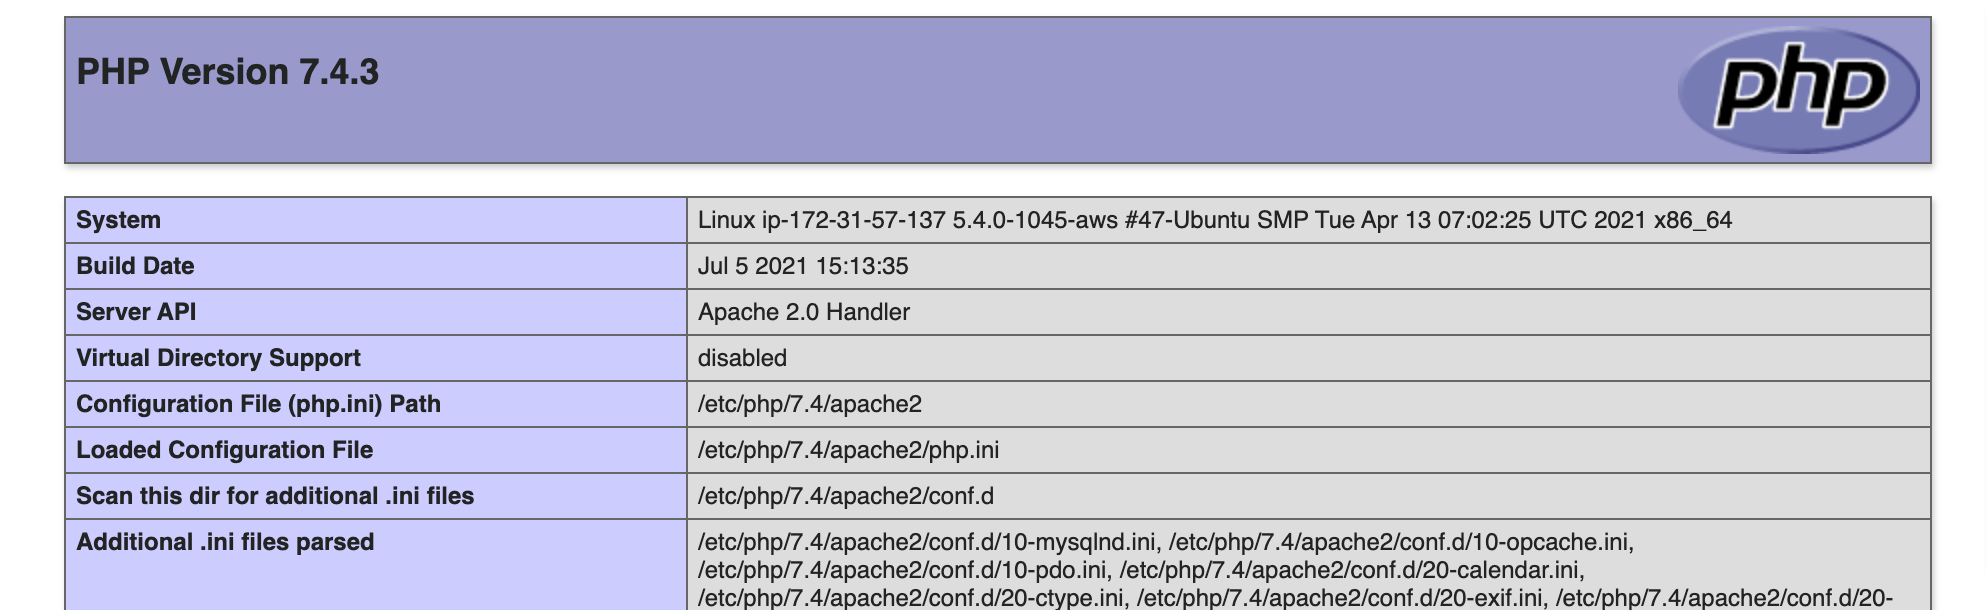 PHP Version 7.4.3
php
System Linux ip-172-31-57-137 5.4.0-1045-aws #47-Ubuntu SMP Tue Apr 13 07:02:25 UTC 2021 x86_64
Build Date Jul 5 2021 15:13:35
Server API Apache 2.0 Handler
Virtual Directory Support disabled
Configuration File (php.ini) Path /etc/php/7.4/apache2
Loaded Configuration File /etc/php/7.4/apache2/php.ini
Scan this dir for additional .ini files /etc/php/7.4/apache2/conf.d
Additional .ini files parsed /etc/php/7.4/apache2/conf.d/10-mysqlnd.ini, /etc/php/7.4/apache2/conf.d/10-opcache.ini,
/etc/php/7.4/apache2/conf.d/10-pdo.ini, /etc/php/7.4/apache2/conf.d/20-calendar.ini,
/etc/php/7.4/apache2/conf.d/20-ctype.ini, /etc/php/7.4/apache2/conf.d/20-exif.ini, /etc/php/7.4/apache2/conf.d/20-